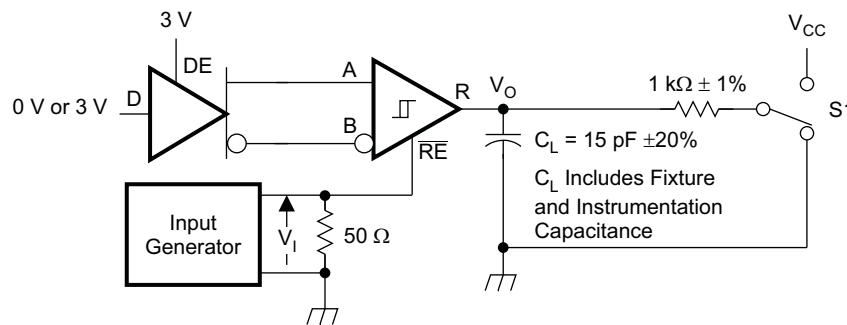 3 V
DE
D
0 V or 3 V
A
B
R
RE
V_O
1 kΩ ± 1%
V_CC
S1
C_L = 15 pF ±20%
C_L Includes Fixture
and Instrumentation
Capacitance
Input
Generator
V_I
50 Ω